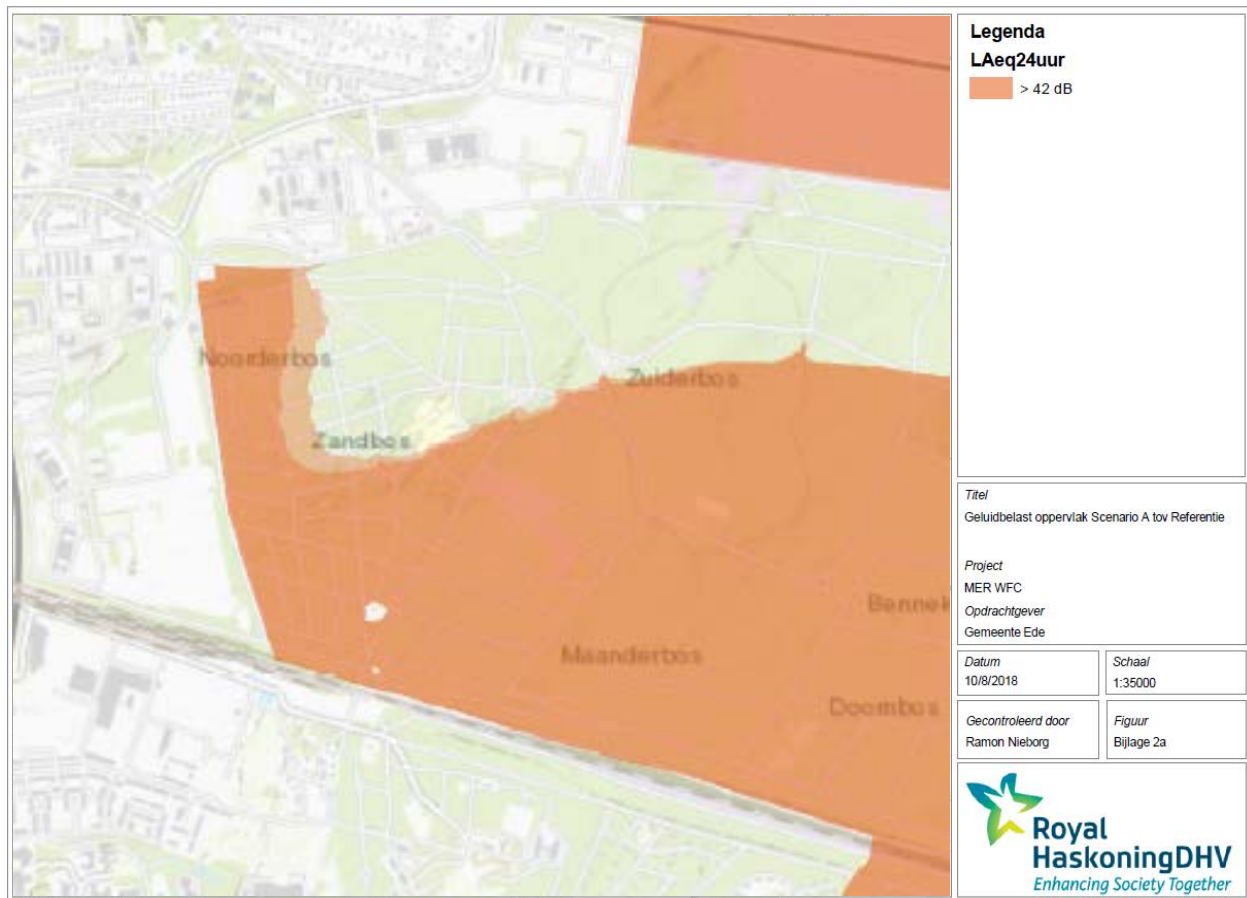 Noorderbos
Zuiderbos
Zandbos
Bennek
Maanderbos
Doornbos
Legenda
LAeq24uur
> 42 dB
Titel
Geluidbelast oppervlak Scenario A tov Referentie
Project
MER WFC
Opdrachtgever
Gemeente Ede
Datum
10/8/2018
Schaal
1:35000
Gecontroleerd door
Ramon Nieborg
Figuur
Bijlage 2a
Royal
HaskoningDHV
Enhancing Society Together